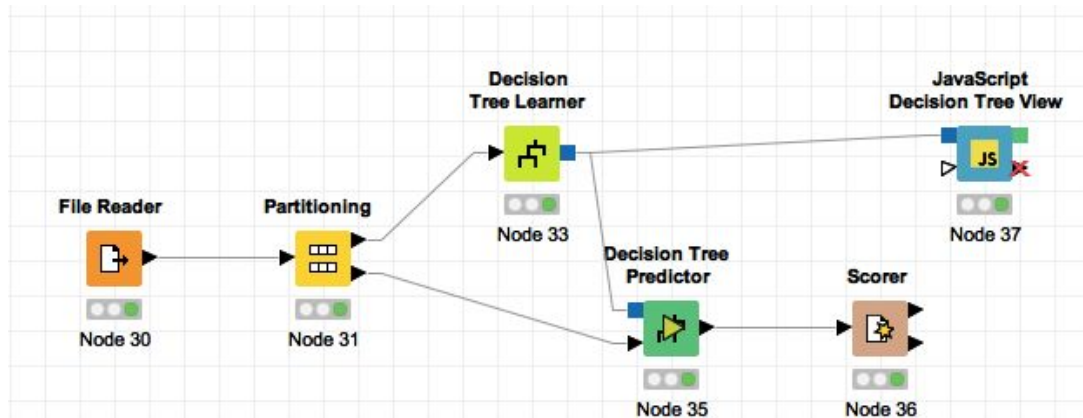 Decision
Tree Learner
JavaScript
Decision Tree View
JS
File Reader
Partitioning
Node 33
Node 37
Decision Tree
Predictor
Scorer
Node 30
Node 31
Node 35
Node 36